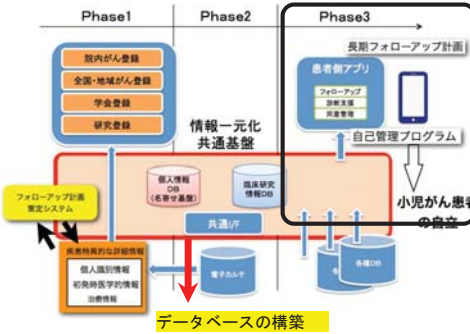 Phase1
Phase2
Phase3
院内がん登録
全国・地域がん登録
学会登録
研究登録
情報一元化
共通基盤
患者側アプリ
フォローアップ
診断支援
同意管理
長期フォローアップ計画
自己管理プログラム
小児がん患者
の自立
個人情報
DB
(名寄せ基盤)
臨床研究
情報DB
共通I/F
フォローアップ計画
策定システム
疾患特異的な詳細情報
個人識別情報
初発時医学的情報
治療情報
電子カルテ
各種DB
データベースの構築